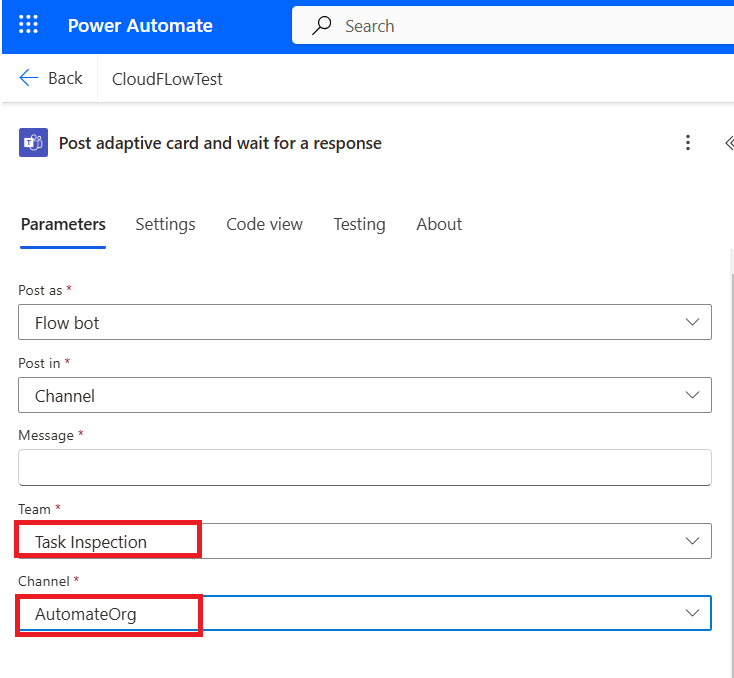 Power Automate
Search
Back
CloudFLowTest
Post adaptive card and wait for a response
Parameters Settings Code view Testing About
Post as *
Flow bot
Post in *
Channel
Message *
Team *
Task Inspection
Channel *
AutomateOrg